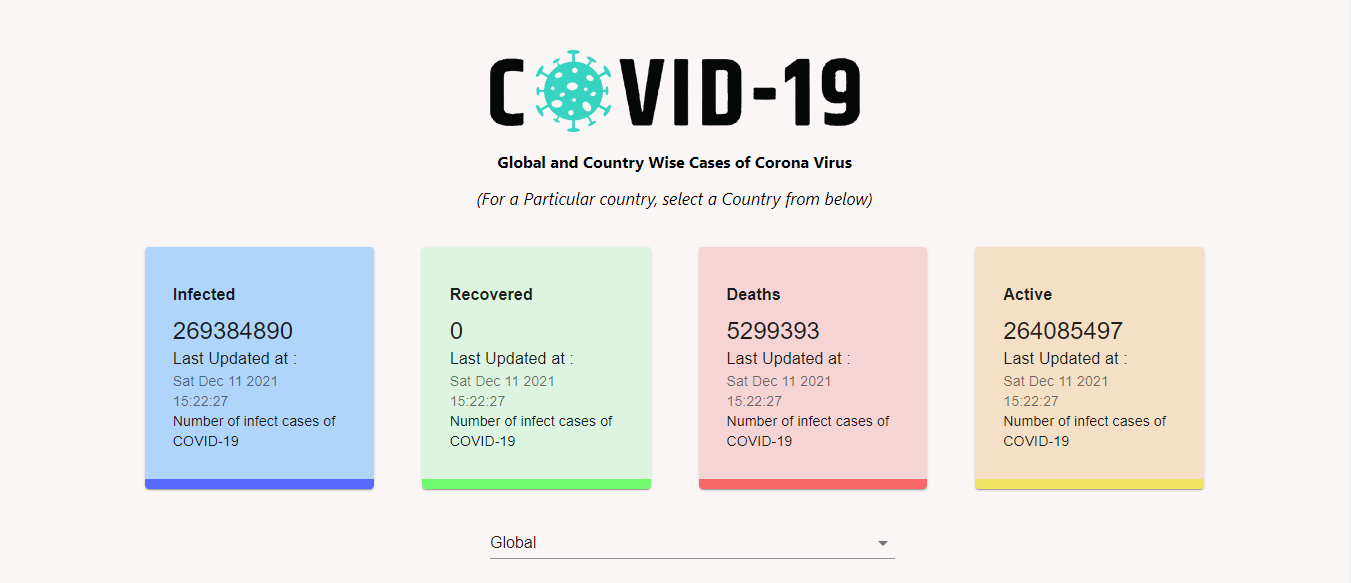 COVID-19
Global and Country Wise Cases of Corona Virus
(For a Particular country, select a Country from below)
Infected
269384890
Last Updated at :
Sat Dec 11 2021
15:22:27
Number of infect cases of
COVID-19
Recovered
0
Last Updated at :
Sat Dec 11 2021
15:22:27
Number of infect cases of
COVID-19
Deaths
5299393
Last Updated at :
Sat Dec 11 2021
15:22:27
Number of infect cases of
COVID-19
Active
264085497
Last Updated at :
Sat Dec 11 2021
15:22:27
Number of infect cases of
COVID-19
Global